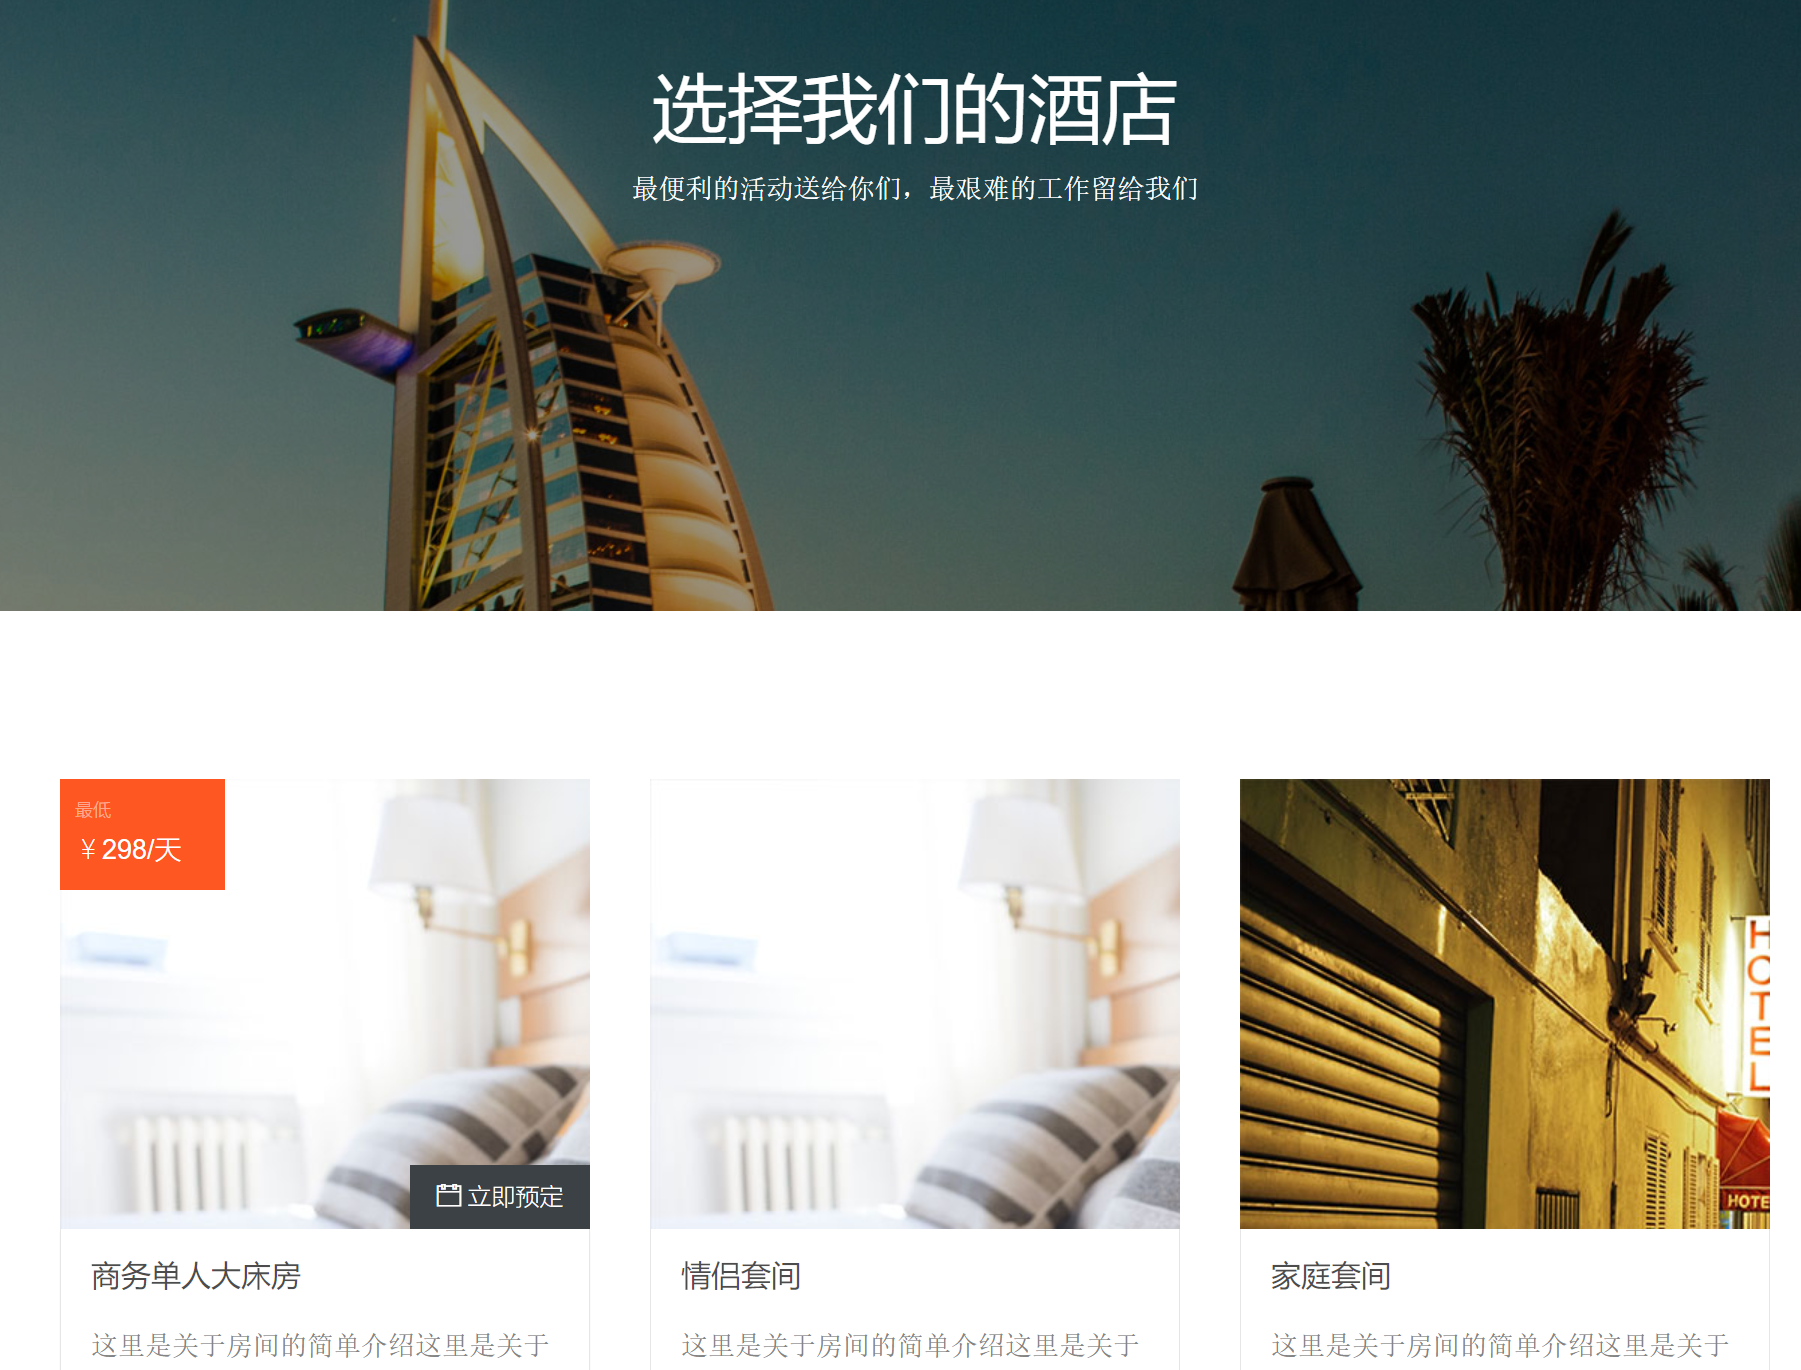 选择我们的酒店
最便利的活动送给你们，最艰难的工作留给我们
最低
￥298/天
立即预定
HOTEL
HOTE
商务单人大床房
情侣套间
家庭套间
这里是关于房间的简单介绍这里是关于
这里是关于房间的简单介绍这里是关于
这里是关于房间的简单介绍这里是关于